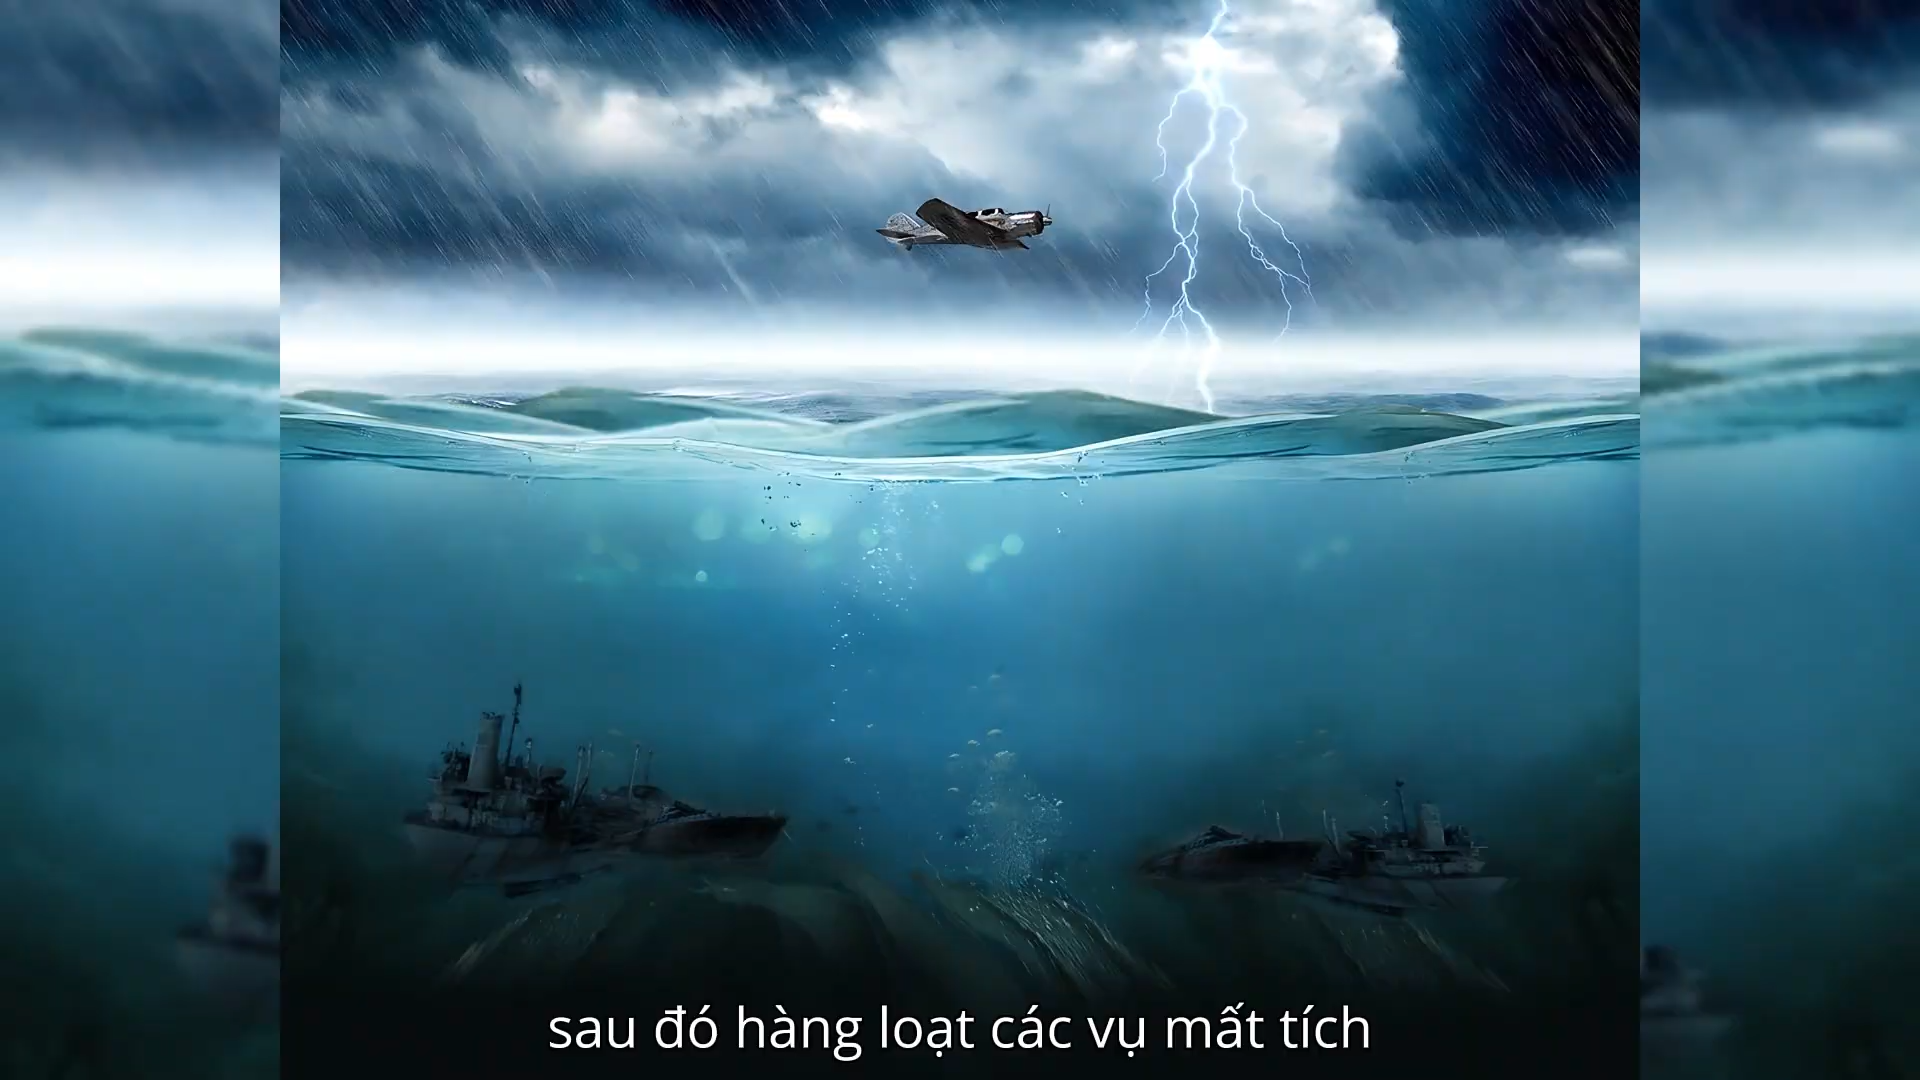 sau đó hàng loạt các vụ mất tích